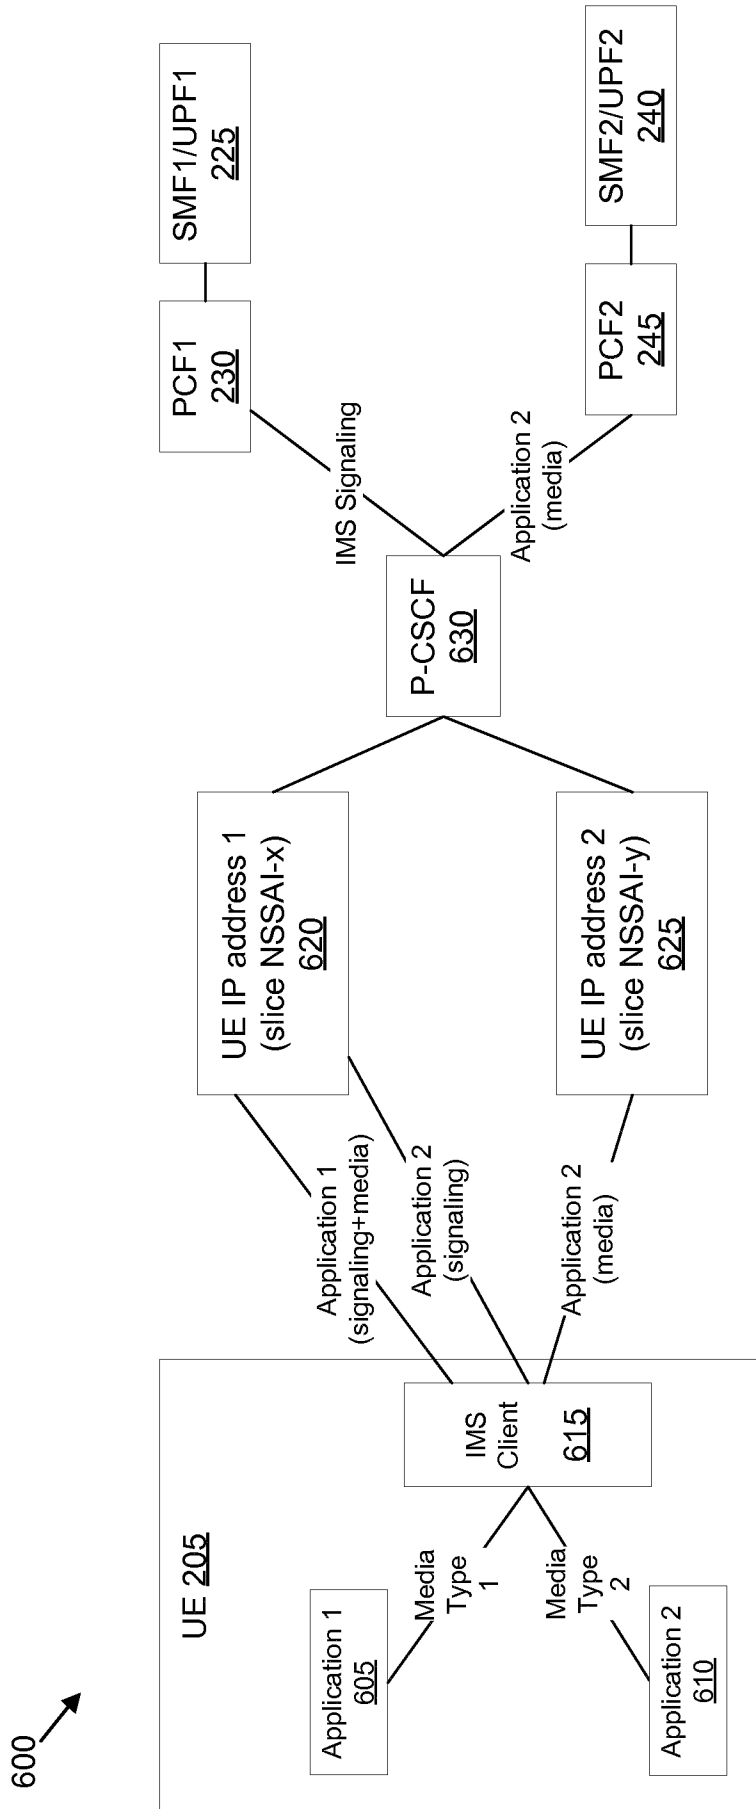 600
UE 205
Application 1
605
Application 2
610
Media
Type
1
Media
Type
2
IMS
Client
615
Application 1
(signaling+media)
Application 2
(signaling)
Application 2
(media)
UE IP address 1
(slice NSSAI-x)
620
UE IP address 2
(slice NSSAI-y)
625
P-CSCF
630
IMS Signaling
Application 2
(media)
PCF1
230
SMF1/UPF1
225
PCF2
245
SMF2/UPF2
240